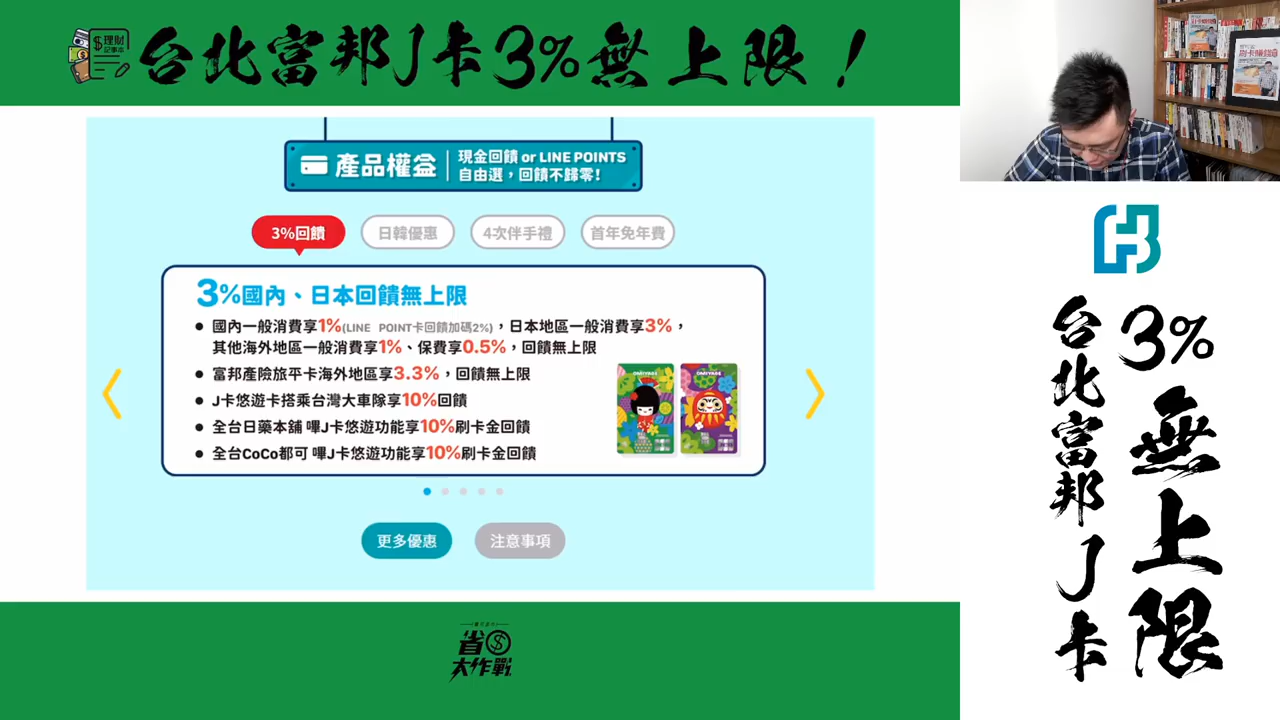 理財
記事本
台北富邦J卡3%無上限！
產品權益
現金回饋 or LINE POINTS
自由選，回饋不歸零!
3%回饋
日韓優惠
4次伴手禮
首年免年費
3%國內、日本回饋無上限
● 國內一般消費享1%(LINE POINT卡回饋加碼2%)，日本地區一般消費享3%，
其他海外地區一般消費享1%、保費享0.5%，回饋無上限
● 富邦產險旅平卡海外地區享3.3%，回饋無上限
● J卡悠遊卡搭乘台灣大車隊享10%回饋
● 全台日藥本舖 嗶J卡悠遊功能享10%刷卡金回饋
● 全台CoCo都可 嗶J卡悠遊功能享10%刷卡金回饋
OMIYAGE
OMIYAGE
更多優惠
注意事項
省$
大作戰
3%無上限
台北富邦J卡